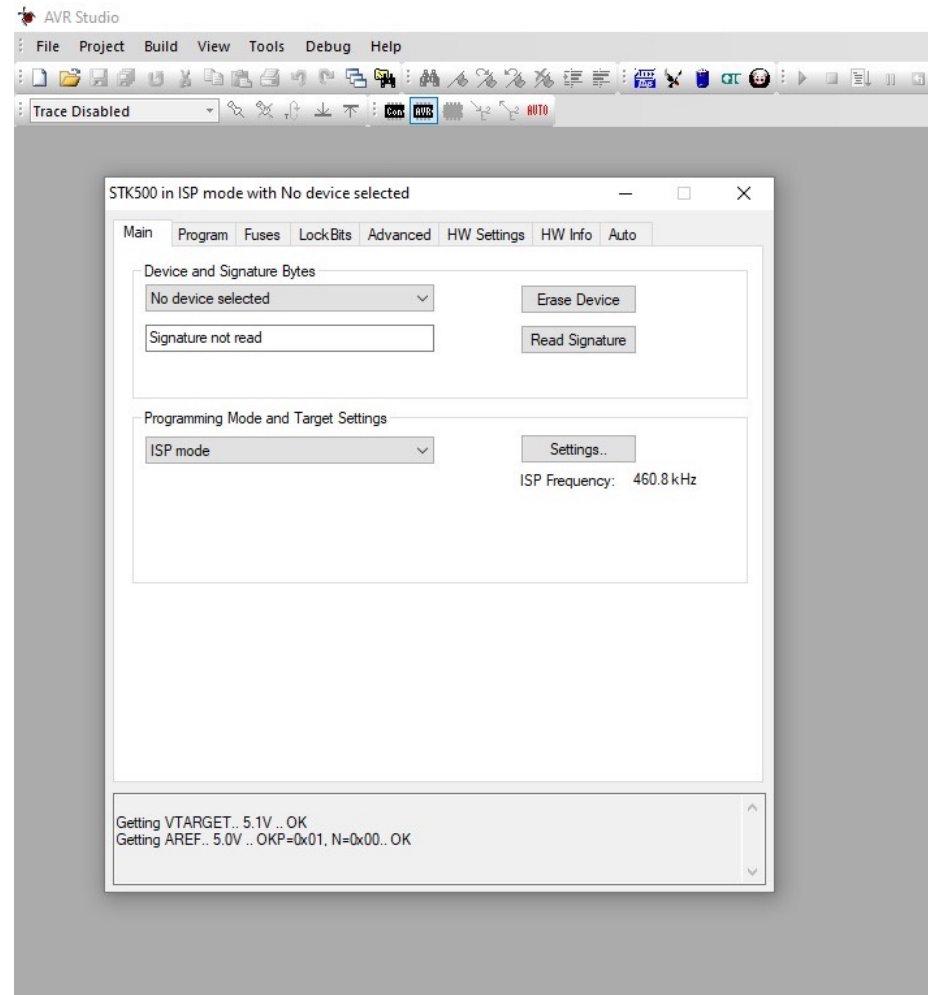 AVR Studio
File Project Build View Tools Debug Help
Trace Disabled
Con AVR AUTO
STK500 in ISP mode with No device selected
Main Program Fuses LockBits Advanced HW Settings HW Info Auto
Device and Signature Bytes
No device selected
Erase Device
Signature not read
Read Signature
Programming Mode and Target Settings
ISP mode
Settings..
ISP Frequency: 460.8 kHz
Getting VTARGET.. 5.1V .. OK
Getting AREF.. 5.0V .. OKP=0x01, N=0x00.. OK